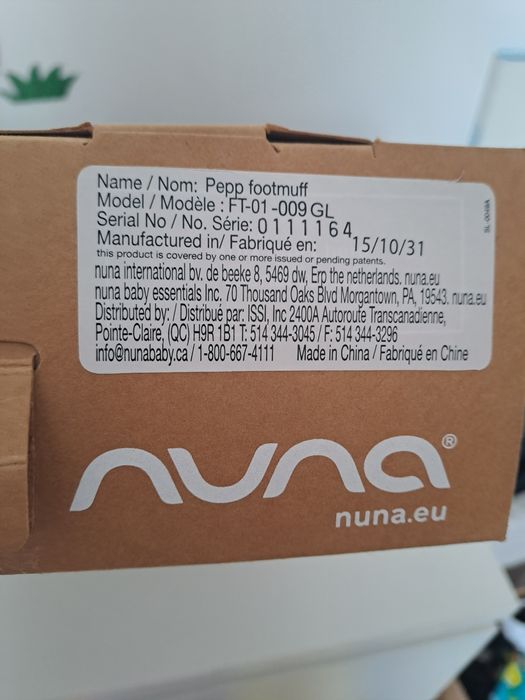 Name / Nom: Pepp footmuff
Model / Modèle : FT-01-009 GL
Serial No / No. Série: 0111164
Manufactured in/ Fabriqué en: 15/10/31
this product is covered by one or more issued or pending patents.
nuna international bv. de beeke 8, 5469 dw, Erp the netherlands. nuna.eu
nuna baby essentials Inc. 70 Thousand Oaks Blvd Morgantown, PA, 19543. nuna.eu
Distributed by: / Distribué par: ISSI, Inc 2400A Autoroute Transcanadienne,
Pointe-Claire, (QC) H9R 1B1 T: 514 344-3045 / F: 514 344-3296
info@nunababy.ca / 1-800-667-4111 Made in China / Fabriqué en Chine
SL-0049A
nuna®
nuna.eu